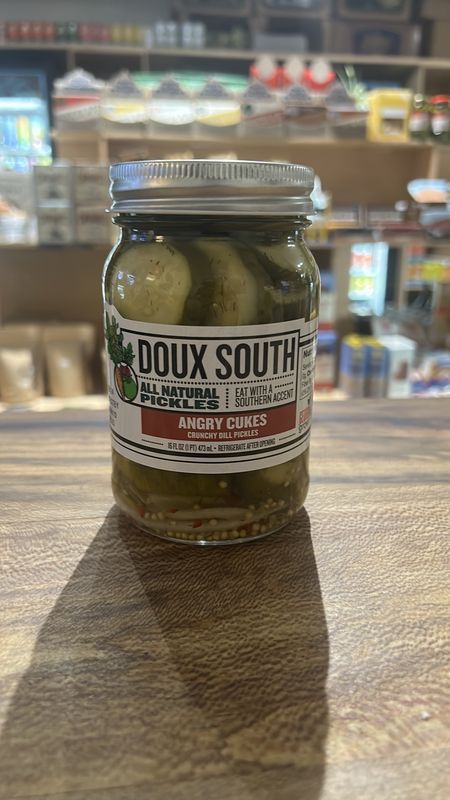 DOUX SOUTH
ALL NATURAL
PICKLES
EAT WITH A
SOUTHERN ACCENT
ANGRY CUKES
CRUNCHY DILL PICKLES
16 FL OZ (1 PT) 473 mL • REFRIGERATE AFTER OPENING